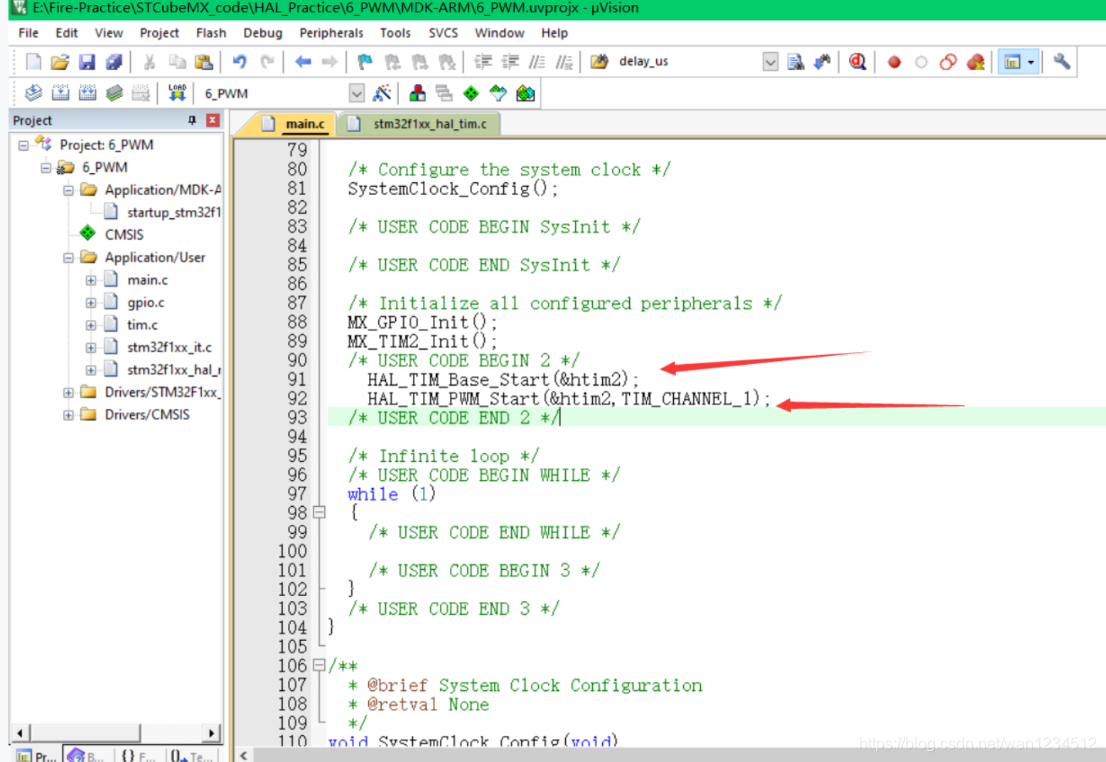 E:\Fire-Practice\STCubeMX_code\HAL_Practice\6_PWM\MDK-ARM\6_PWM.uvprojx - µVision
File Edit View Project Flash Debug Peripherals Tools SVCS Window Help
delay_us
LOAD 6_PWM
Project
main.c stm32f1xx_hal_tim.c
Project: 6_PWM
6_PWM
Application/MDK-A
startup_stm32f1
CMSIS
Application/User
main.c
gpio.c
tim.c
stm32f1xx_it.c
stm32f1xx_hal_r
Drivers/STM32F1xx_
Drivers/CMSIS
79
80 /* Configure the system clock */
81 SystemClock_Config();
82
83 /* USER CODE BEGIN SysInit */
84
85 /* USER CODE END SysInit */
86
87 /* Initialize all configured peripherals */
88 MX_GPIO_Init();
89 MX_TIM2_Init();
90 /* USER CODE BEGIN 2 */
91 HAL_TIM_Base_Start(&htim2);
92 HAL_TIM_PWM_Start(&htim2,TIM_CHANNEL_1);
93 /* USER CODE END 2 */
94
95 /* Infinite loop */
96 /* USER CODE BEGIN WHILE */
97 while (1)
98 {
99 /* USER CODE END WHILE */
100
101 /* USER CODE BEGIN 3 */
102 }
103 /* USER CODE END 3 */
104 }
105
106 /**
107 * @brief System Clock Configuration
108 * @retval None
109 */
110 void SystemClock_Config(void)
Pr... B... {} F... Te...
https://blog.csdn.net/wan1234512